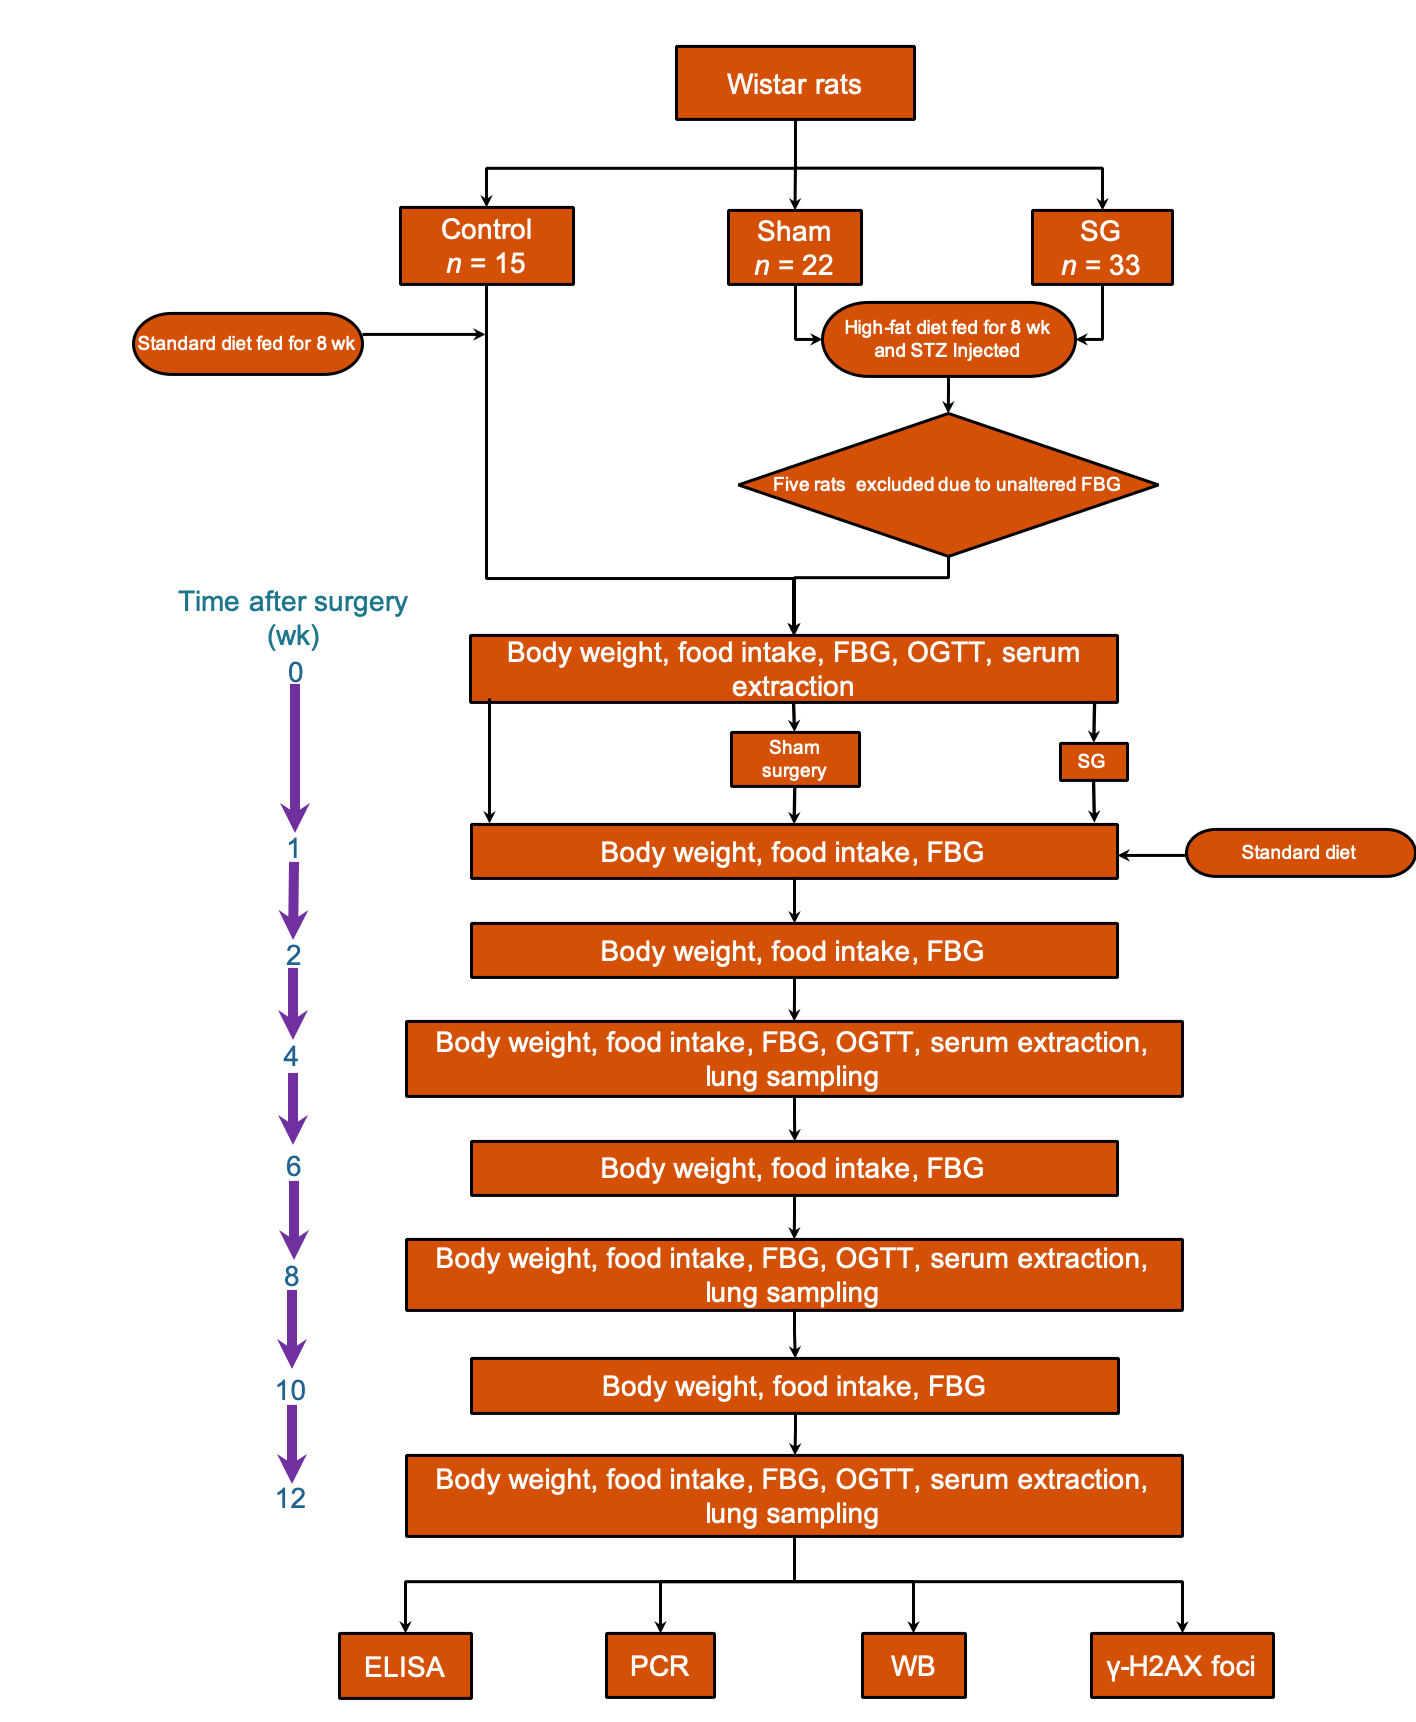 Wistar rats
Control
n = 15
Sham
n = 22
SG
n = 33
Standard diet fed for 8 wk
High-fat diet fed for 8 wk
and STZ Injected
Five rats excluded due to unaltered FBG
Time after surgery
(wk)
0
Body weight, food intake, FBG, OGTT, serum
extraction
Sham
surgery
SG
1
Body weight, food intake, FBG
Standard diet
2
Body weight, food intake, FBG
4
Body weight, food intake, FBG, OGTT, serum extraction,
lung sampling
6
Body weight, food intake, FBG
8
Body weight, food intake, FBG, OGTT, serum extraction,
lung sampling
10
Body weight, food intake, FBG
12
Body weight, food intake, FBG, OGTT, serum extraction,
lung sampling
ELISA
PCR
WB
γ-H2AX foci